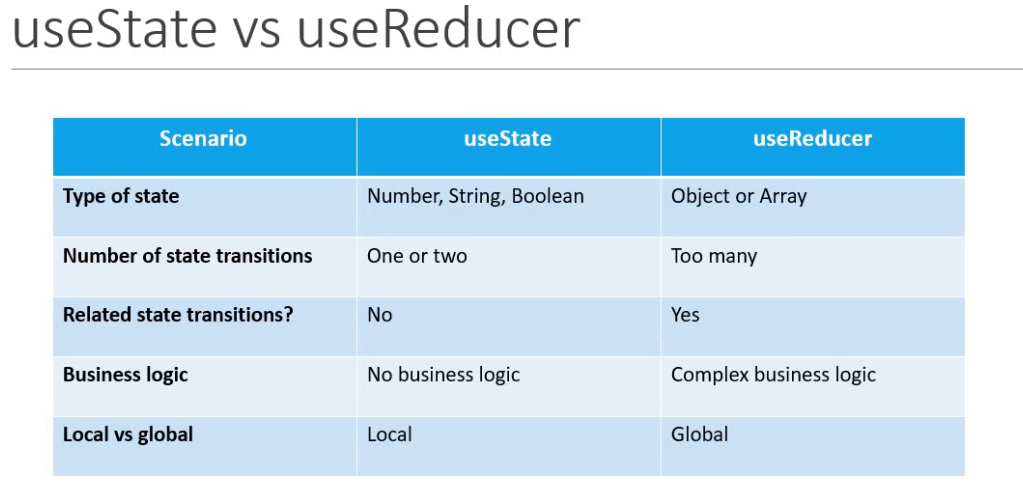 useState vs useReducer
Scenario useState useReducer
Type of state Number, String, Boolean Object or Array
Number of state transitions One or two Too many
Related state transitions? No Yes
Business logic No business logic Complex business logic
Local vs global Local Global